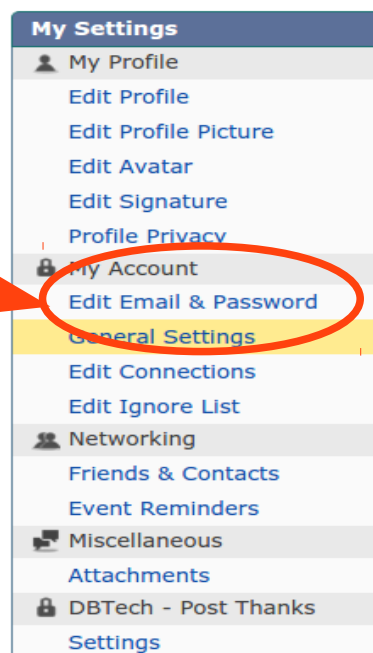 My Settings
My Profile
Edit Profile
Edit Profile Picture
Edit Avatar
Edit Signature
Profile Privacy
My Account
Edit Email & Password
General Settings
Edit Connections
Edit Ignore List
Networking
Friends & Contacts
Event Reminders
Miscellaneous
Attachments
DBTech - Post Thanks
Settings